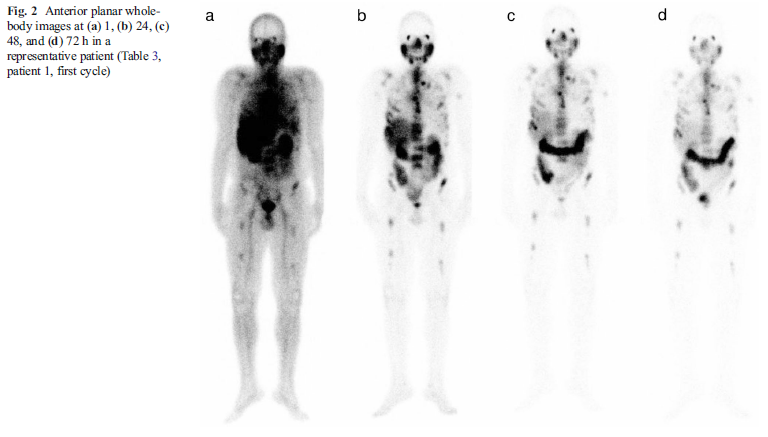 Fig. 2 Anterior planar whole-
body images at (a) 1, (b) 24, (c)
48, and (d) 72 h in a
representative patient (Table 3,
patient 1, first cycle)
a
b
c
d